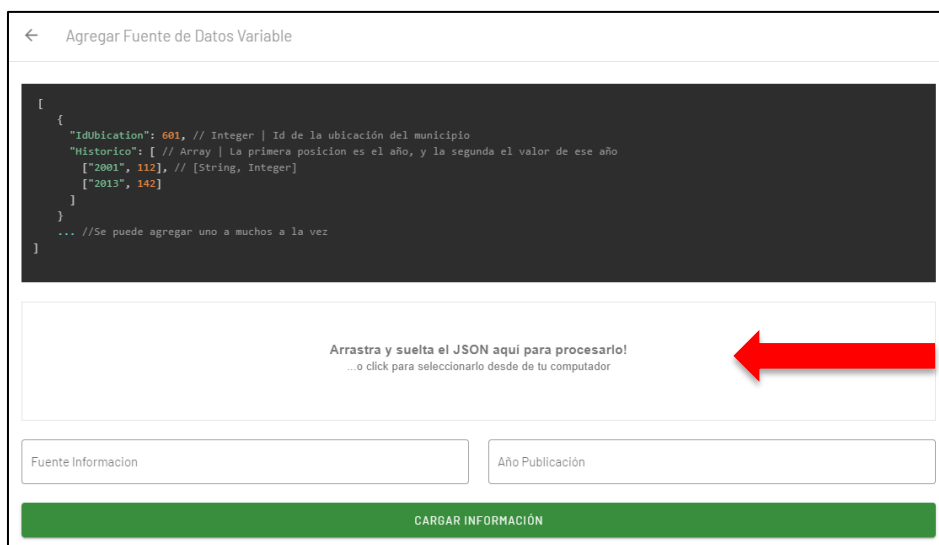 ← Agregar Fuente de Datos Variable
[
{
"IdUbication": 601, // Integer | Id de la ubicación del municipio
"Historico": [ // Array | La primera posicion es el año, y la segunda el valor de ese año
["2001", 112], // [String, Integer]
["2013", 142]
]
}
... //Se puede agregar uno a muchos a la vez
]
Arrastra y suelta el JSON aqui para procesarlo!
...o click para seleccionarlo desde de tu computador
Fuente Informacion
Año Publicación
CARGAR INFORMACIÓN